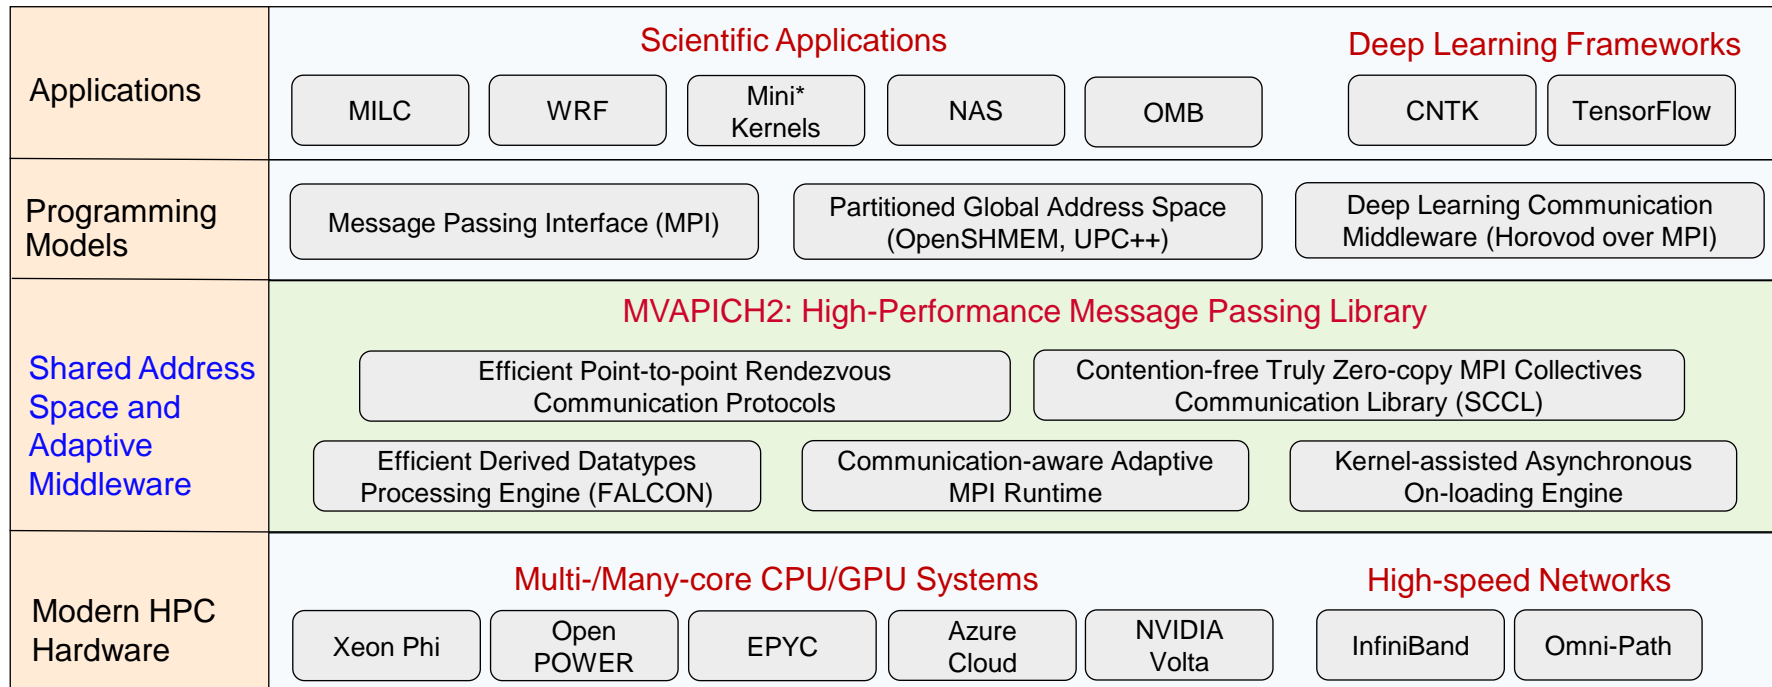 Applications
Scientific Applications
Deep Learning Frameworks
MILC
WRF
Mini*
Kernels
NAS
OMB
CNTK
TensorFlow
Programming
Models
Message Passing Interface (MPI)
Partitioned Global Address Space
(OpenSHMEM, UPC++)
Deep Learning Communication
Middleware (Horovod over MPI)
Shared Address
Space and
Adaptive
Middleware
MVAPICH2: High-Performance Message Passing Library
Efficient Point-to-point Rendezvous
Communication Protocols
Contention-free Truly Zero-copy MPI Collectives
Communication Library (SCCL)
Efficient Derived Datatypes
Processing Engine (FALCON)
Communication-aware Adaptive
MPI Runtime
Kernel-assisted Asynchronous
On-loading Engine
Modern HPC
Hardware
Multi-/Many-core CPU/GPU Systems
High-speed Networks
Xeon Phi
Open
POWER
EPYC
Azure
Cloud
NVIDIA
Volta
InfiniBand
Omni-Path